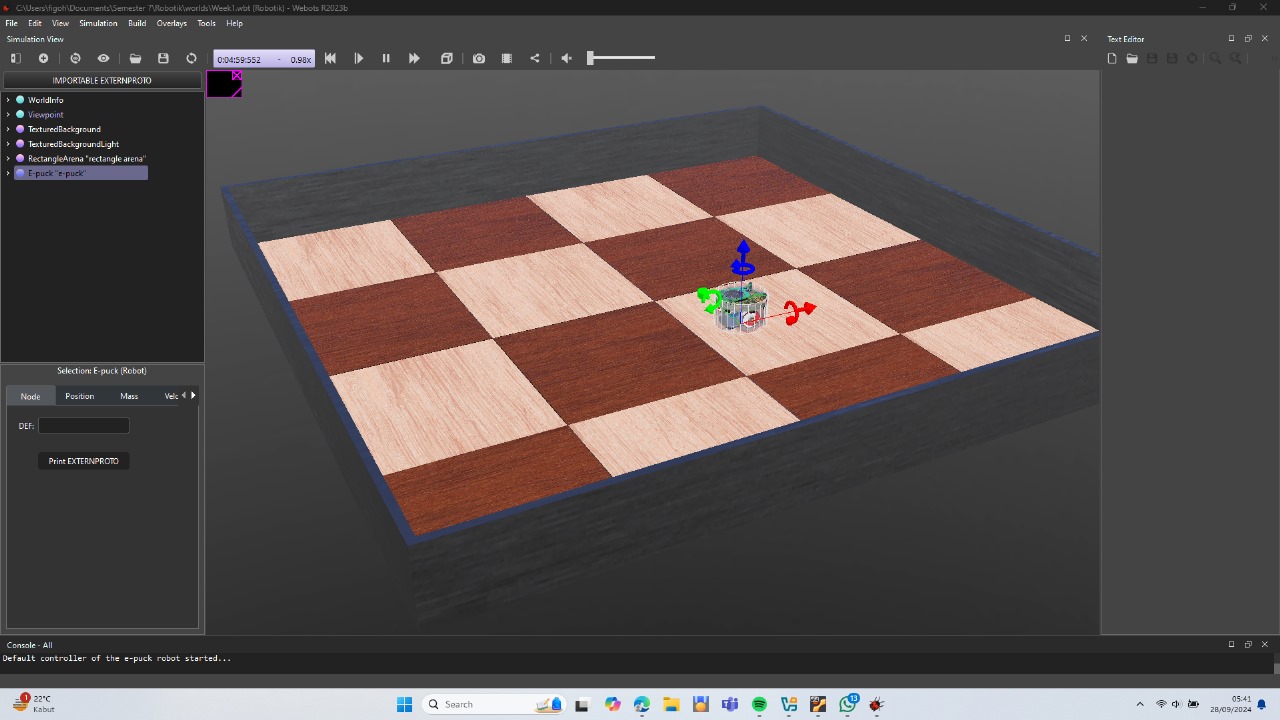 C:\Users\figoh\Documents\Semester 7\Robotik\worlds\Week1.wbt (Robotik) - Webots R2023b
File Edit View Simulation Build Overlays Tools Help
Simulation View
Text Editor
0:04:59:552 - 0.98x
IMPORTABLE EXTERNPROTO
WorldInfo
Viewpoint
TexturedBackground
TexturedBackgroundLight
RectangleArena "rectangle arena"
E-puck "e-puck"
Selection: E-puck (Robot)
Node Position Mass Velc
DEF:
Print EXTERNPROTO
Console - All
Default controller of the e-puck robot started...
1
22°C
Kabut
Search
13
05:41
28/09/2024